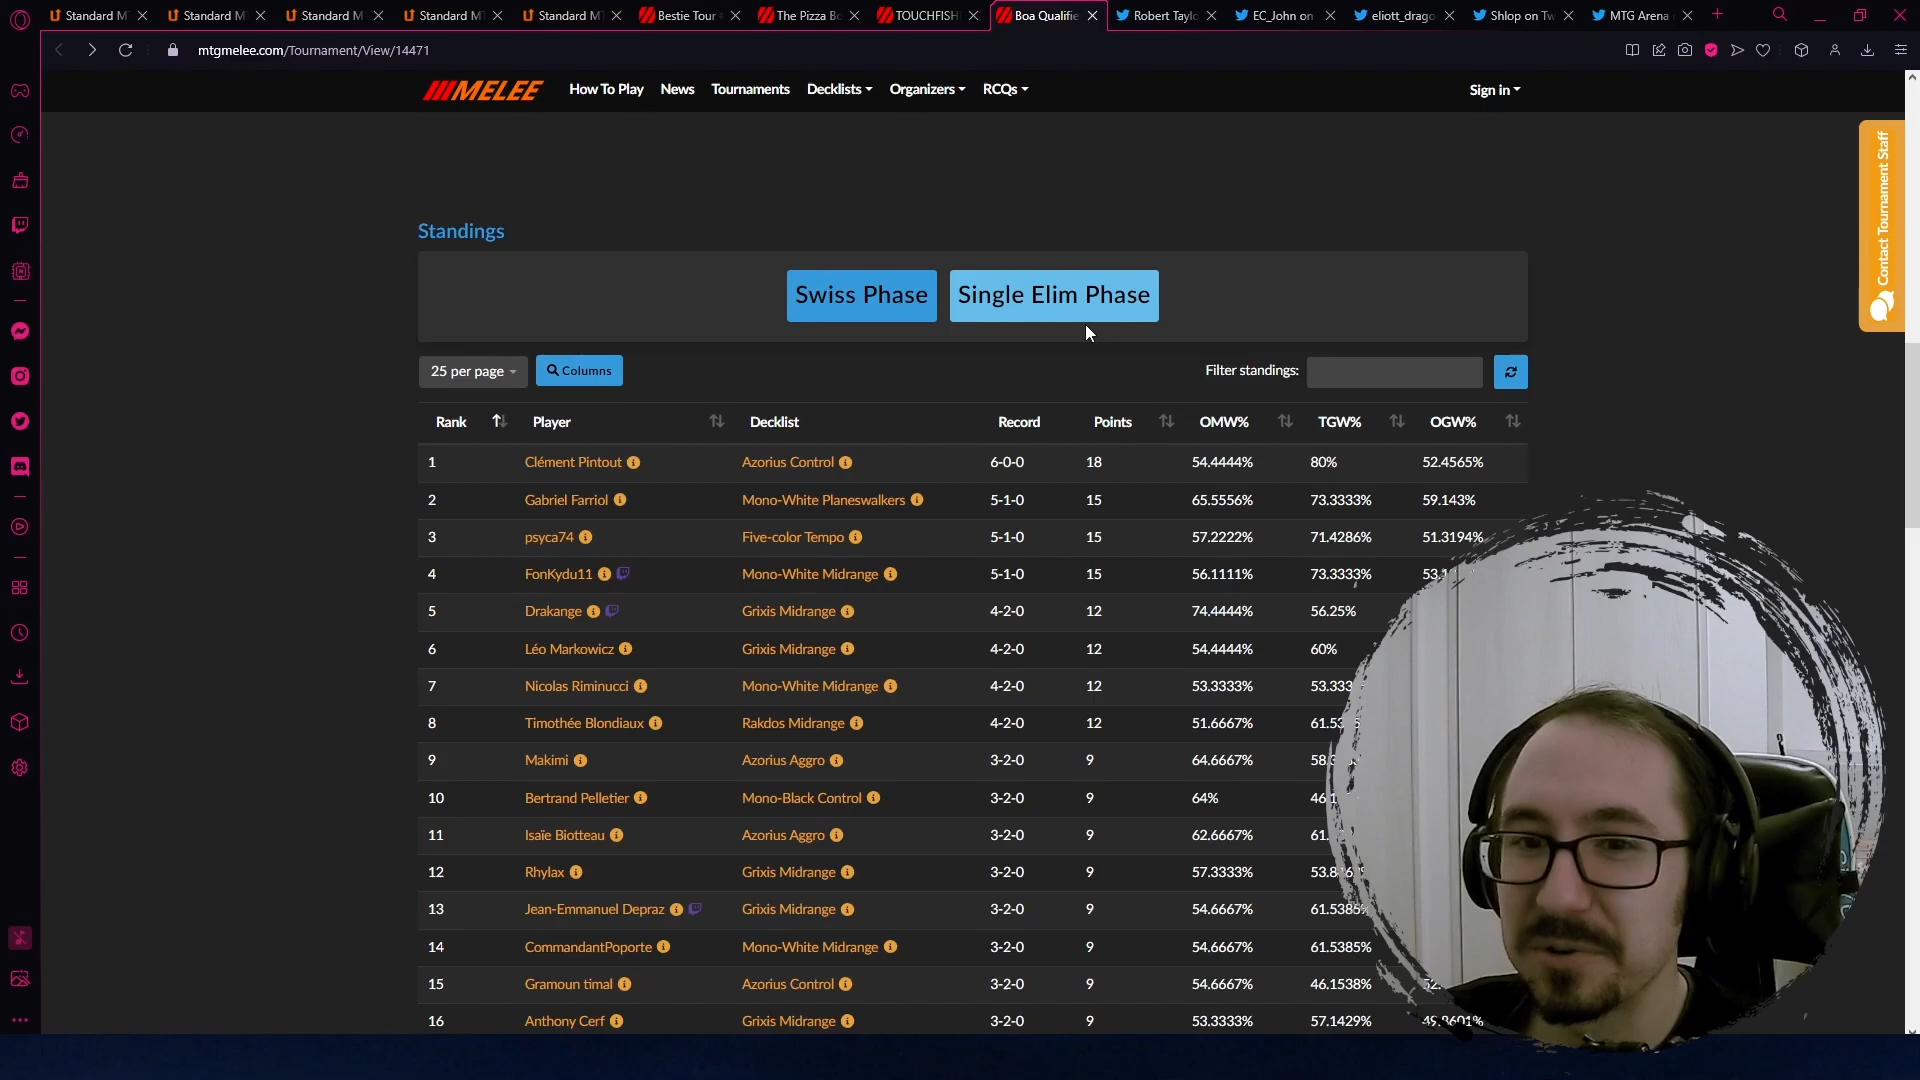 Standard M
Standard M
Standard M
Standard M
Standard M
Bestie Tour
The Pizza Bo
TOUCHFISH
Boa Qualifie
Robert Taylo
EC_John on
eliott_drago
Shlop on Tw
MTG Arena
mtgmelee.com/Tournament/View/14471
MELEE How To Play News Tournaments Decklists Organizers RCQs Sign in
Contact Tournament Staff
Standings
Swiss Phase Single Elim Phase
25 per page Columns Filter standings:
Rank Player Decklist Record Points OMW% TGW% OGW%
1 Clément Pintout Azorius Control 6-0-0 18 54.4444% 80% 52.4565%
2 Gabriel Farriol Mono-White Planeswalkers 5-1-0 15 65.5556% 73.3333% 59.143%
3 psyca74 Five-color Tempo 5-1-0 15 57.2222% 71.4286% 51.3194%
4 FonKydu11 Mono-White Midrange 5-1-0 15 56.1111% 73.3333%
5 Drakange Grixis Midrange 4-2-0 12 74.4444% 56.25%
6 Léo Markowicz Grixis Midrange 4-2-0 12 54.4444% 60%
7 Nicolas Riminucci Mono-White Midrange 4-2-0 12 53.3333%
8 Timothée Blondiaux Rakdos Midrange 4-2-0 12 51.6667%
9 Makimi Azorius Aggro 3-2-0 9 64.6667%
10 Bertrand Pelletier Mono-Black Control 3-2-0 9 64%
11 Isaïe Biotteau Azorius Aggro 3-2-0 9 62.6667%
12 Rhylax Grixis Midrange 3-2-0 9 57.3333%
13 Jean-Emmanuel Depraz Grixis Midrange 3-2-0 9 54.6667% 61.5385%
14 CommandantPoporte Mono-White Midrange 3-2-0 9 54.6667% 61.5385%
15 Gramoun timal Azorius Control 3-2-0 9 54.6667% 46.1538%
16 Anthony Cerf Grixis Midrange 3-2-0 9 53.3333% 57.1429%